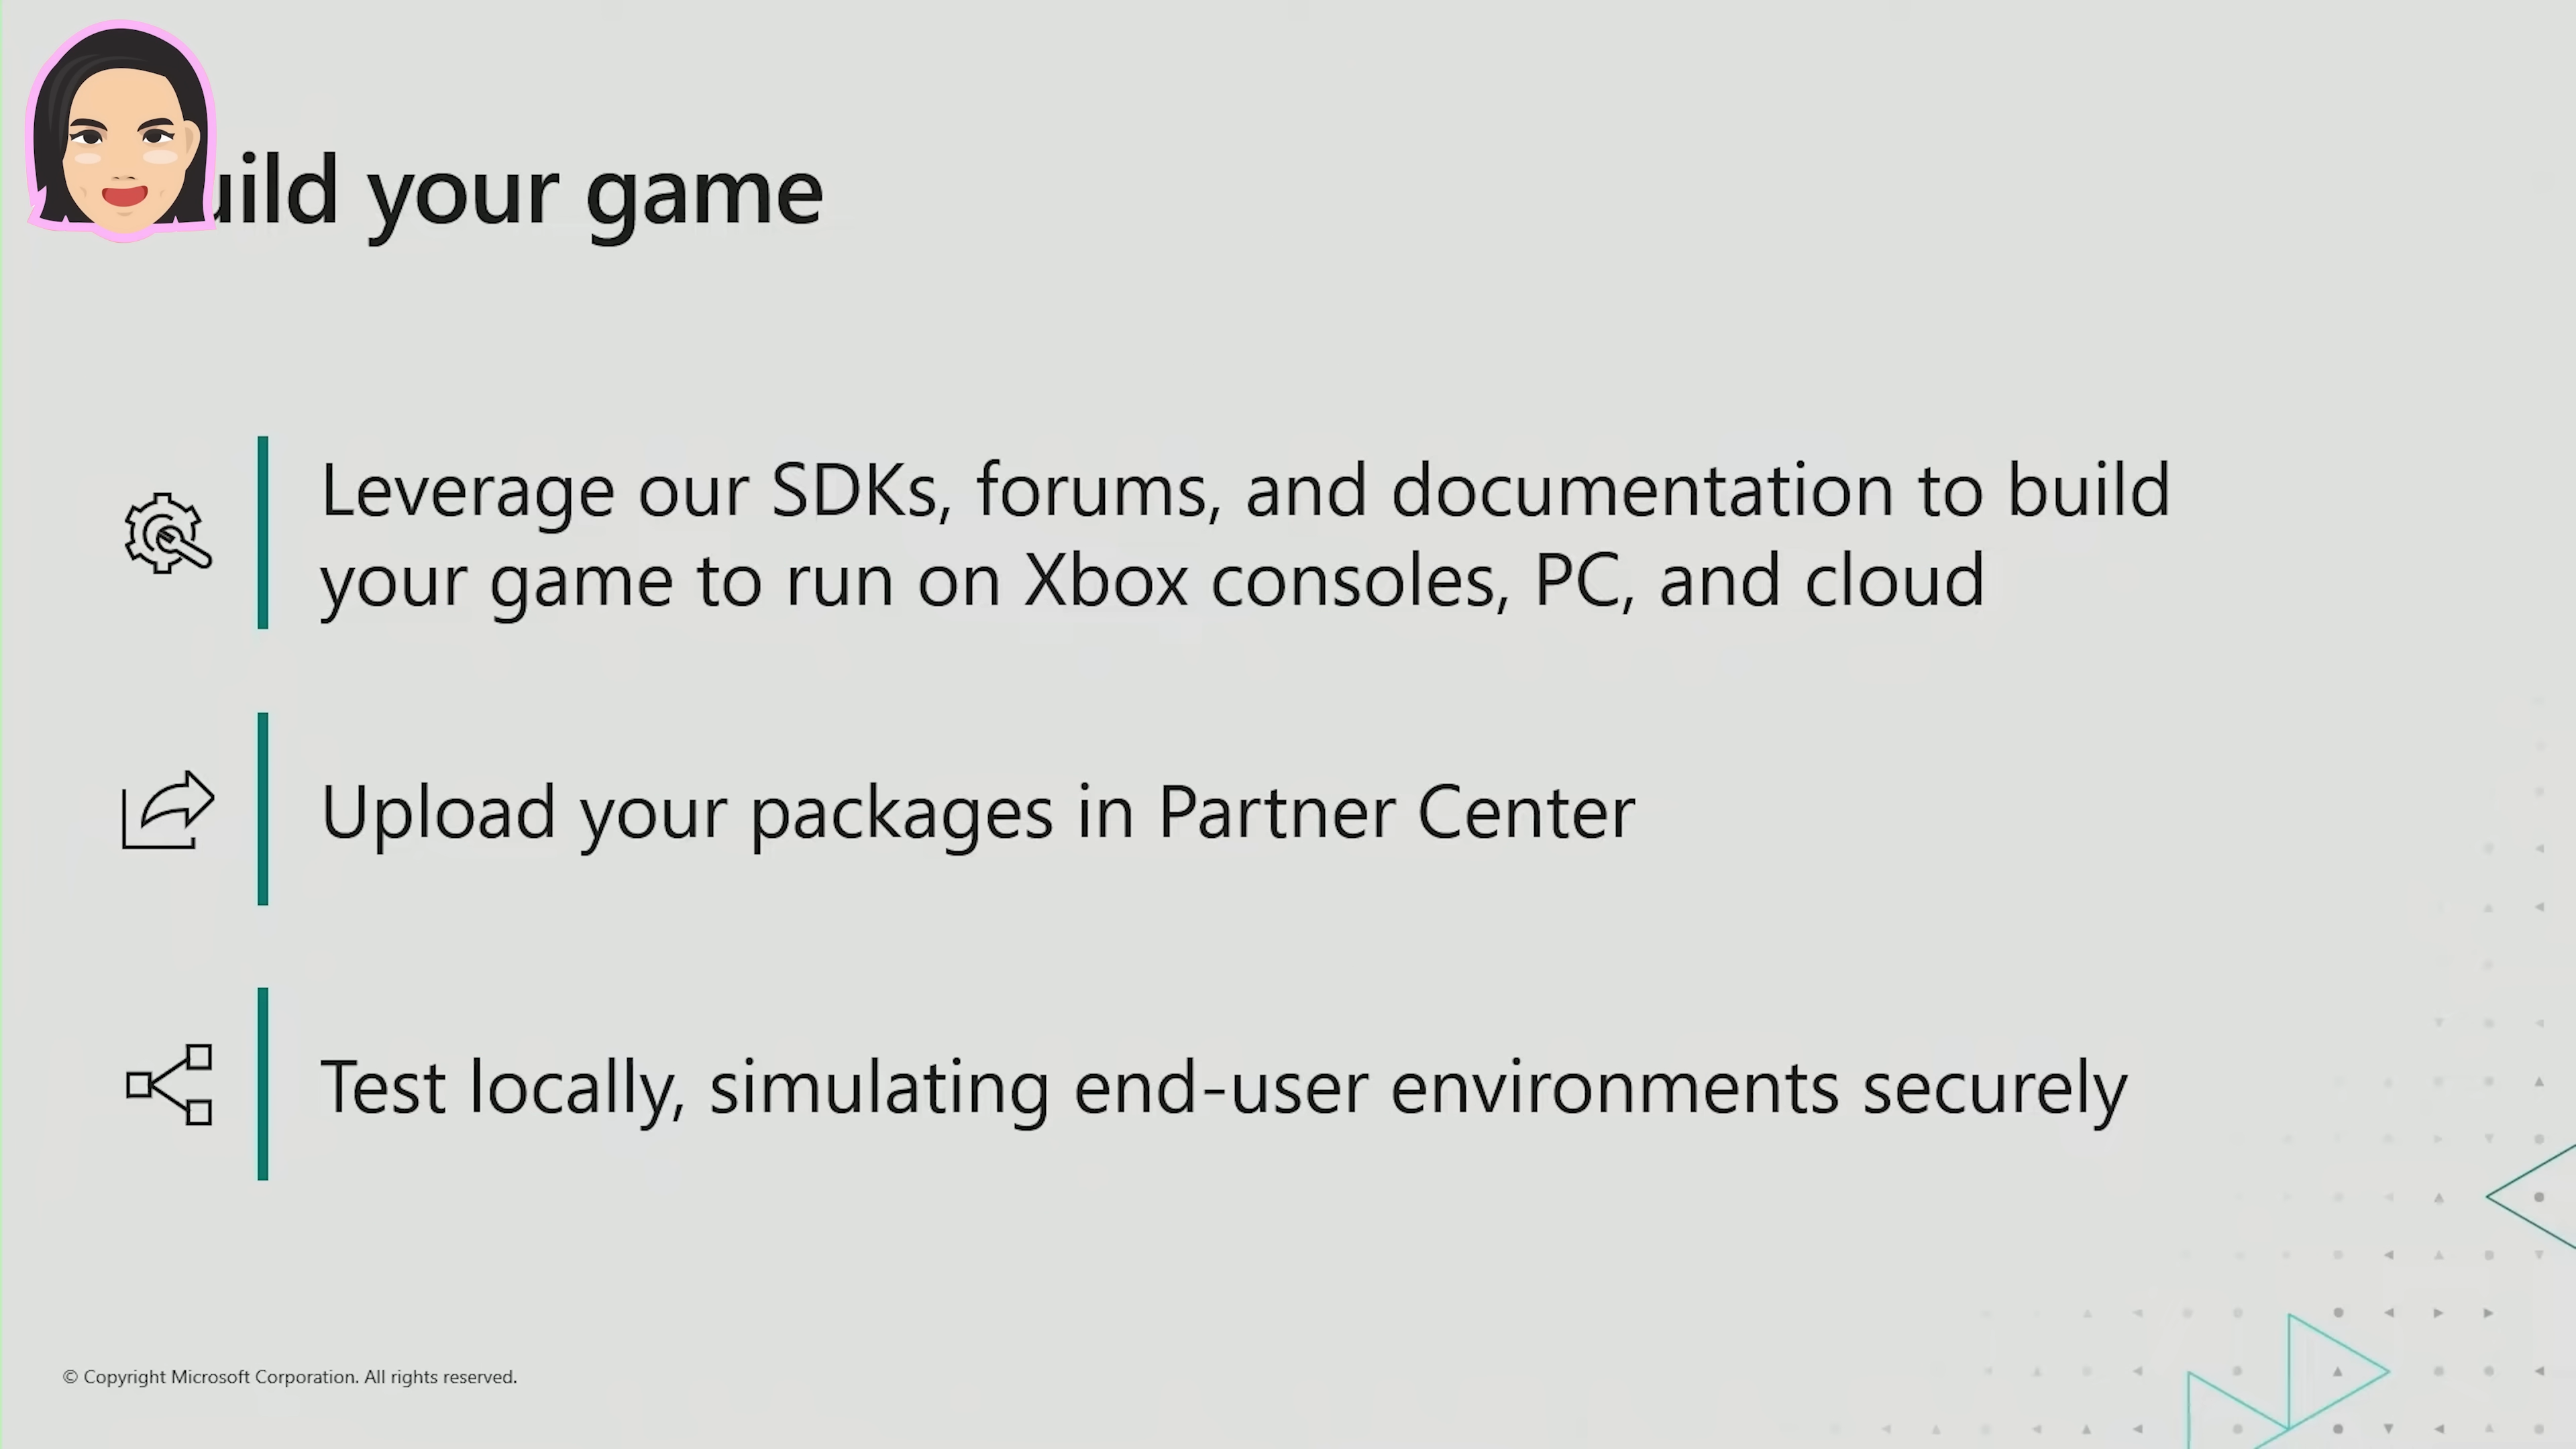 uild your game
Leverage our SDKs, forums, and documentation to build
your game to run on Xbox consoles, PC, and cloud
Upload your packages in Partner Center
Test locally, simulating end-user environments securely
© Copyright Microsoft Corporation. All rights reserved.